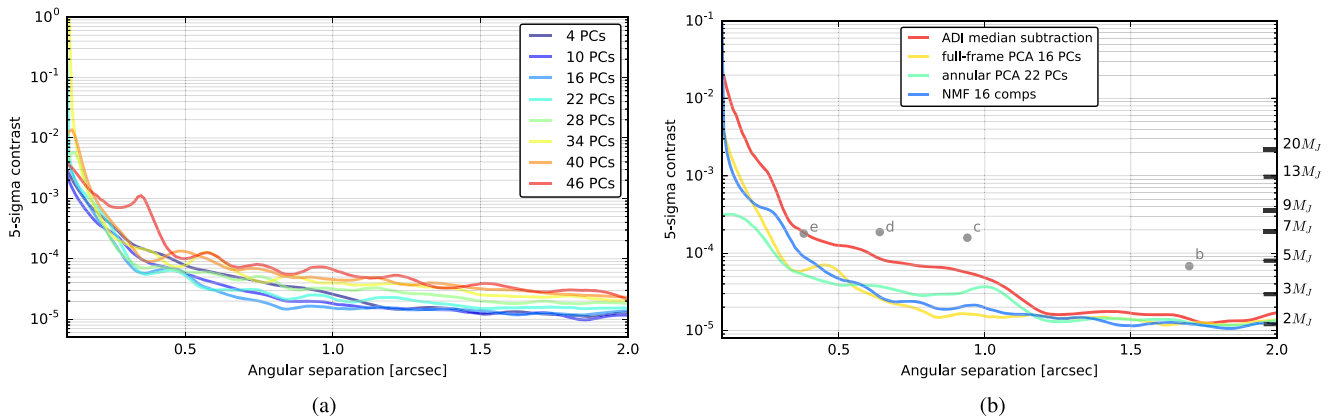 10⁰
10⁻¹
10⁻²
10⁻³
10⁻⁴
10⁻⁵
5-sigma contrast
4 PCs
10 PCs
16 PCs
22 PCs
28 PCs
34 PCs
40 PCs
46 PCs
0.5 1.0 1.5 2.0
Angular separation [arcsec]
(a)
10⁻¹
10⁻²
10⁻³
10⁻⁴
10⁻⁵
5-sigma contrast
ADI median subtraction
full-frame PCA 16 PCs
annular PCA 22 PCs
NMF 16 comps
e
d
c
b
20M_J
13M_J
9M_J
7M_J
5M_J
3M_J
2M_J
0.5 1.0 1.5 2.0
Angular separation [arcsec]
(b)